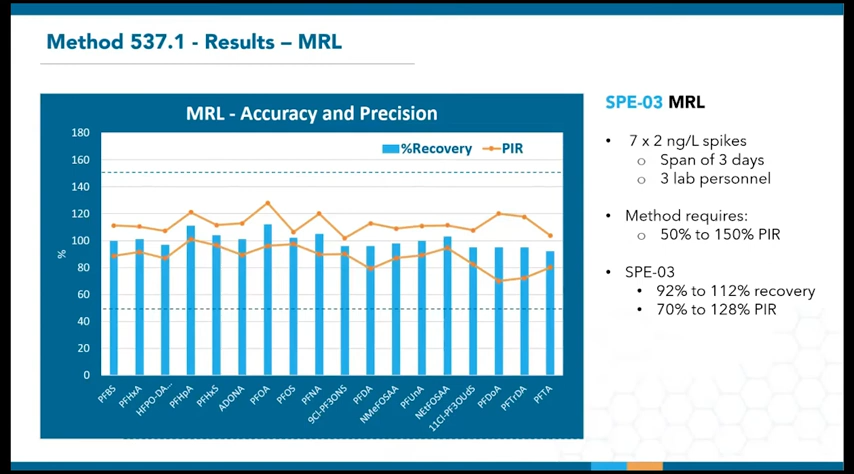 Method 537.1 - Results – MRL
MRL - Accuracy and Precision
%Recovery
PIR
180
160
140
120
100
80
60
40
20
0
%
PFBS
PFHxA
HFPO-DA...
PFHpA
PFHxS
ADONA
PFOA
PFOS
PFNA
9Cl-PF3ONS
PFDA
NMeFOSAA
PFUnA
NEtFOSAA
11Cl-PF3OUdS
PFDoA
PFTrDA
PFTA
SPE-03 MRL
• 7 x 2 ng/L spikes
o Span of 3 days
o 3 lab personnel
• Method requires:
o 50% to 150% PIR
• SPE-03
• 92% to 112% recovery
• 70% to 128% PIR